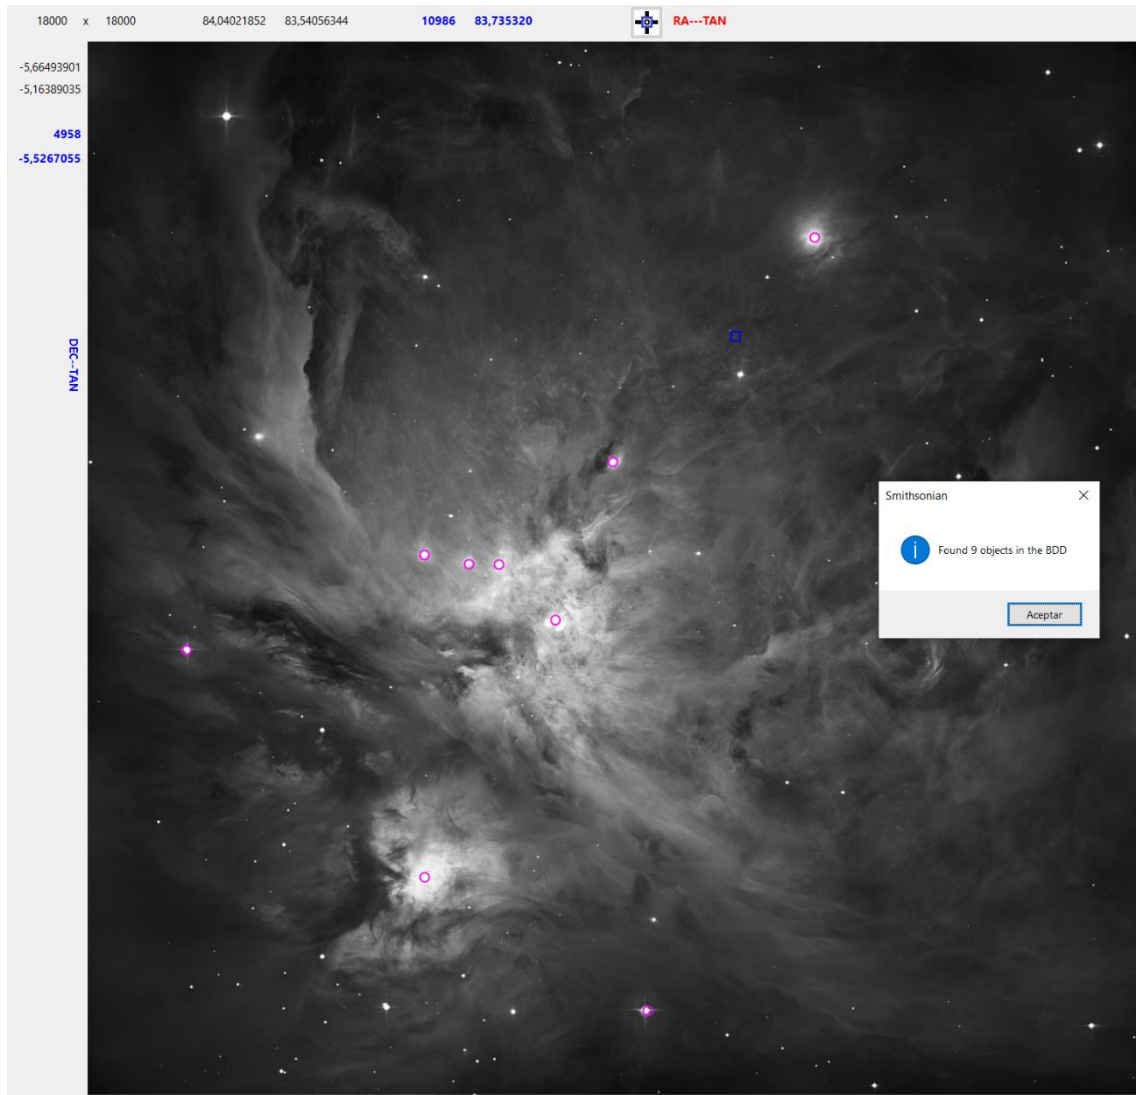 18000 x 18000 84,04021852 83,54056344 10986 83,735320 RA---TAN
-5,66493901
-5,16389035
4958
-5,5267055
DEC--TAN
Smithsonian
Found 9 objects in the BDD
Aceptar